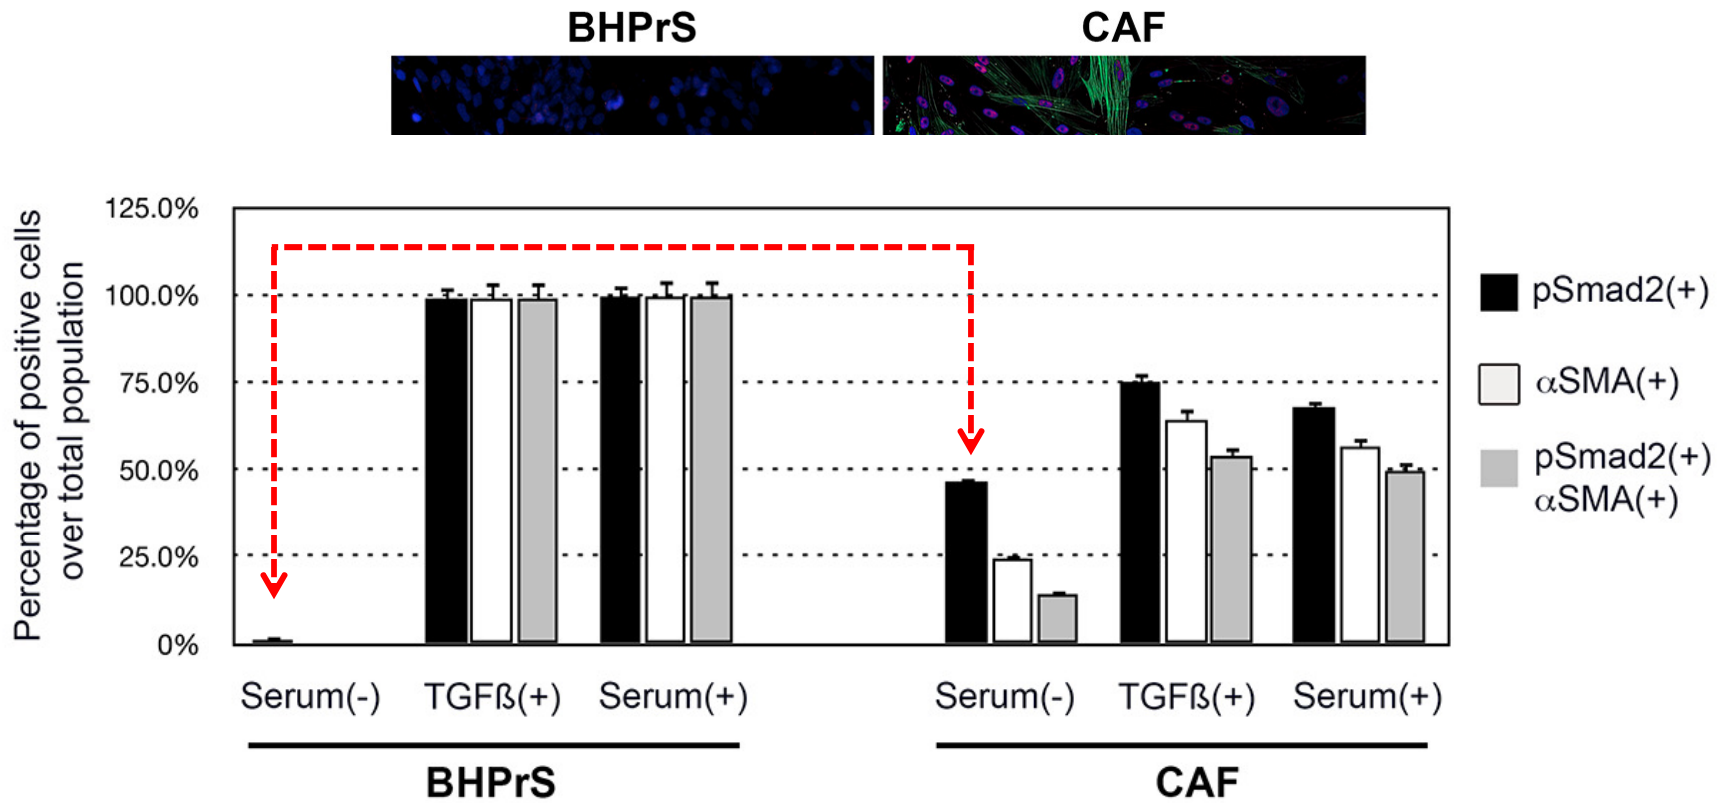 BHPrS CAF
Percentage of positive cells
over total population
125.0%
100.0%
75.0%
50.0%
25.0%
0%
pSmad2(+)
αSMA(+)
pSmad2(+)
αSMA(+)
Serum(-) TGFß(+) Serum(+) Serum(-) TGFß(+) Serum(+)
BHPrS CAF